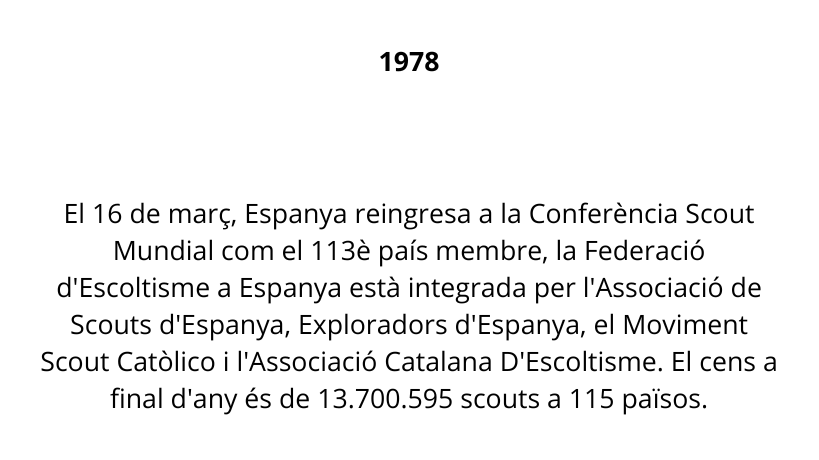 1978
El 16 de març, Espanya reingresa a la Conferència Scout
Mundial com el 113è país membre, la Federació
d'Escoltisme a Espanya està integrada per l'Associació de
Scouts d'Espanya, Exploradors d'Espanya, el Moviment
Scout Catòlico i l'Associació Catalana D'Escoltisme. El cens a
final d'any és de 13.700.595 scouts a 115 països.